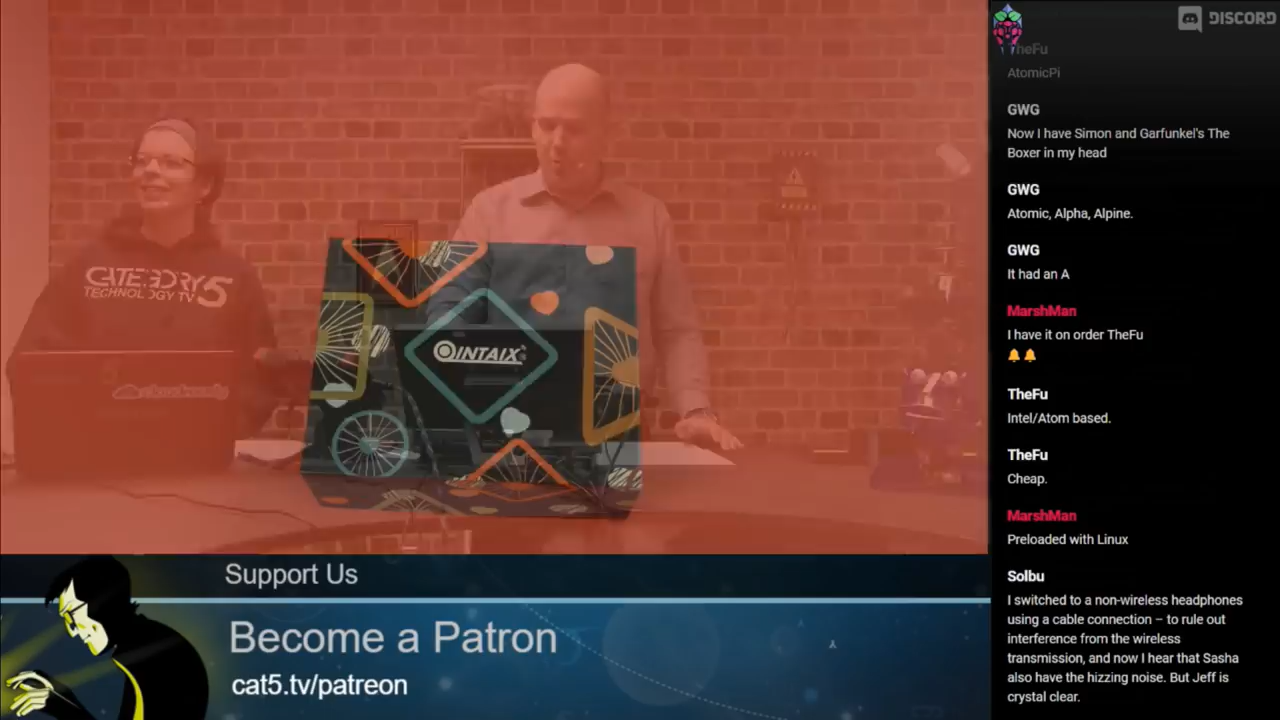 CATEGORY5
TECHNOLOGY TV
QINTAIX
Support Us
Become a Patron
cat5.tv/patreon
DISCORD
TheFu
AtomicPi
GWG
Now I have Simon and Garfunkel's The
Boxer in my head
GWG
Atomic, Alpha, Alpine.
GWG
It had an A
MarshMan
I have it on order TheFu
TheFu
Intel/Atom based.
TheFu
Cheap.
MarshMan
Preloaded with Linux
Solbu
I switched to a non-wireless headphones
using a cable connection – to rule out
interference from the wireless
transmission, and now I hear that Sasha
also have the hizzing noise. But Jeff is
crystal clear.